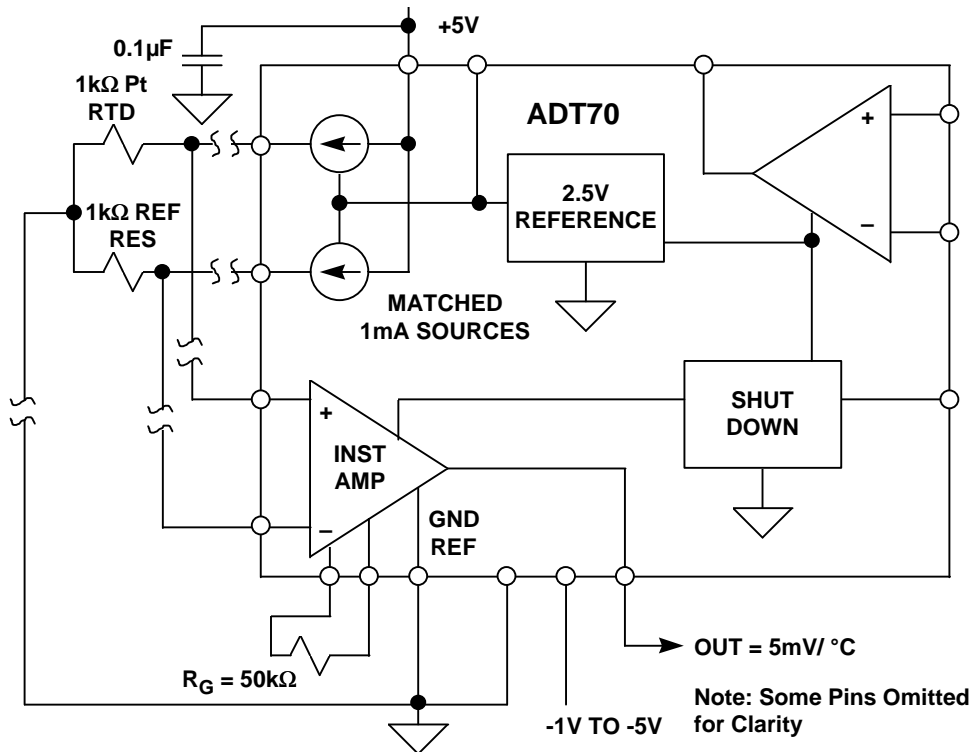 +5V
0.1µF
1kΩ Pt
RTD
ADT70
+
−
2.5V
REFERENCE
1kΩ REF
RES
MATCHED
1mA SOURCES
SHUT
DOWN
+
INST
AMP
−
GND
REF
RG = 50kΩ
OUT = 5mV/ °C
-1V TO -5V
Note: Some Pins Omitted
for Clarity